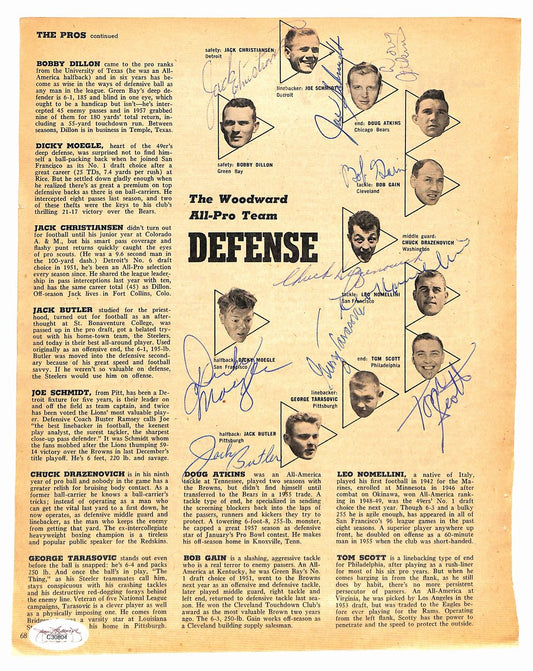 THE PROS continued
BOBBY DILLON came to the pro ranks
from the University of Texas (he was an All-
America halfback) and in six years has be-
come as wise in the ways of defensive ball as
any man in the league. Green Bay's deep de-
fender is 6-1, 185 and blind in one eye, which
ought to be a handicap but isn't—he's inter-
cepted 45 enemy passes and in 1957 grabbed
nine of them for 180 yards' total return, in-
cluding a 55-yard touchdown run. Between
seasons, Dillon is in business in Temple, Texas.
DICKY MOEGLE, heart of the 49er's
deep defense, was surprised not to find him-
self a ball-packing back when he joined San
Francisco as its No. 1 draft choice after a
great career (25 TDs, 7.4 yards per rush) at
Rice. But he settled down gladly enough when
he realized there's as great a premium on top
defensive backs as there is on ball-carriers. He
intercepted eight passes last season, and two
of these thefts were the keys to his club's
thrilling 21-17 victory over the Bears.
JACK CHRISTIANSEN didn't turn out
for football until his junior year at Colorado
A. & M., but his smart pass coverage and
flashy punt returns quickly caught the eyes
of pro scouts. (He was a 9.6 second man in
the 100-yard dash.) Detroit's No. 6 draft
choice in 1951, he's been an All-Pro selection
every season since. He shared the league leader-
ship in pass interceptions last year with ten,
and has the same career total (45) as Dillon.
Off-season Jack lives in Fort Collins, Colo.
JACK BUTLER studied for the priest-
hood, turned out for football as an after-
thought at St. Bonaventure College, was
passed up in the pro draft, got a belated try-
out with his home-town team, the Steelers,
and today is their best all-around player. Used
originally as an offensive end, the 6-1, 195-lb.
Butler was moved into the defensive second-
ary because of his great speed and football
savvy. If he weren't so valuable on defense,
the Steelers would use him on offense.
JOE SCHMIDT, from Pitt, has been a De-
troit fixture for five years, is their leader on
and off the field as team captain, and twice
has been voted the Lions' most valuable play-
er. Defensive Coach Buster Ramsey calls Joe
"the best linebacker in football, the keenest
play analyst, the surest tackler, the sharpest
close-up pass defender." It was Schmidt whom
the fans mobbed after the Lions thumping 59-
14 victory over the Browns in last December's
title playoff. He's 6 feet, 220 lb. and savage.
CHUCK DRAZENOVICH is in his ninth
year of pro ball and nobody in the game has a
greater relish for bruising body contact. As a
former ball-carrier he knows a ball-carrier's
tricks; instead of operating as a man who
can get the vital yard to a first down, he
now operates, as defensive middle guard and
linebacker, as the man who keeps the enemy
from getting that yard. The ex-intercollegiate
heavyweight boxing champion is a tireless
and popular public speaker for the Redskins.
GEORGE TARASOVIC stands out even
before the ball is snapped: he's 6-4 and packs
250 lb. And once the ball's in play, "The
Thing," as his Steeler teammates call him,
stays conspicuous with his crashing tackles
and his destructive red-dogging forays behind
the enemy line. Veteran of five National League
campaigns, Tarasovic is a clever player as well
as a physically imposing one. He comes from
varsity star at Louisiana
his home in Pittsburgh.
68
C30804
safety: JACK CHRISTIANSEN
Detroit
linebacker: JOE SCHMIDT
Detroit
end: DOUG ATKINS
Chicago Bears
safety: BOBBY DILLON
Green Bay
tackle: BOB GAIN
Cleveland
middle guard:
CHUCK DRAZENOVICH
Washington
tackle: LEO NOMELLINI
San Francisco
The Woodward
All-Pro Team
DEFENSE
halfback: DICKY MOEGLE
San Francisco
end: TOM SCOTT
Philadelphia
linebacker:
GEORGE TARASOVIC
Pittsburgh
halfback: JACK BUTLER
Pittsburgh
Jack Christiansen
Joe Schmidt
Doug Atkins
Bob Gain
Chuck Drazenovich
Leo Nomellini
George Tarasovic
Dick Moegle
Tom Scott
Jack Butler
DOUG ATKINS was an All-America
tackle at Tennessee, played two seasons with
the Browns, but didn't find himself until
transferred to the Bears in a 1955 trade. A
tackle type of end, he specialized in sending
the screening blockers back into the laps of
the passers, runners and kickers they try to
protect. A towering 6-foot-8, 255-lb. monster,
he capped a great 1957 season as defensive
star of January's Pro Bowl contest. He makes
his off-season home in Knoxville, Tenn.
BOB GAIN is a slashing, aggressive tackle
who is a real terror to enemy passers. An All-
America at Kentucky, he was Green Bay's No.
1 draft choice in 1951, went to the Browns
next year as an offensive and defensive tackle,
later played middle guard, right tackle and
left end, returned to defensive tackle last sea-
son. He won the Cleveland Touchdown Club's
award as the most valuable Brown two years
ago. The 6-3, 250-lb. Gain works off-season as
a Cleveland building supply salesman.
LEO NOMELLINI, a native of Italy,
played his first football in 1942 for the Ma-
rines, enrolled at Minnesota in 1946 after
combat on Okinawa, won All-America rank-
ing in 1948-49, was the 49ers' No. 1 draft
choice the next year. Though 6-3 and a bulky
255 he is agile enough, has appeared in all of
San Francisco's 96 league games in the past
eight seasons. A superior player anywhere up
front, he doubled on offense as a 60-minute
man in 1955 when the club was short-handed.
TOM SCOTT is a linebacking type of end
for Philadelphia, after playing as a rush-liner
for most of his six pro years. But when he
comes barging in from the flank, as he still
does by habit, there's no more persistent
persecutor of passers. An All-America at
Virginia, he was picked by Los Angeles in the
1953 draft, but was traded to the Eagles be-
fore ever playing for the Rams. Operating
from the left flank, Scotty has the power to
penetrate and the speed to protect the outside.